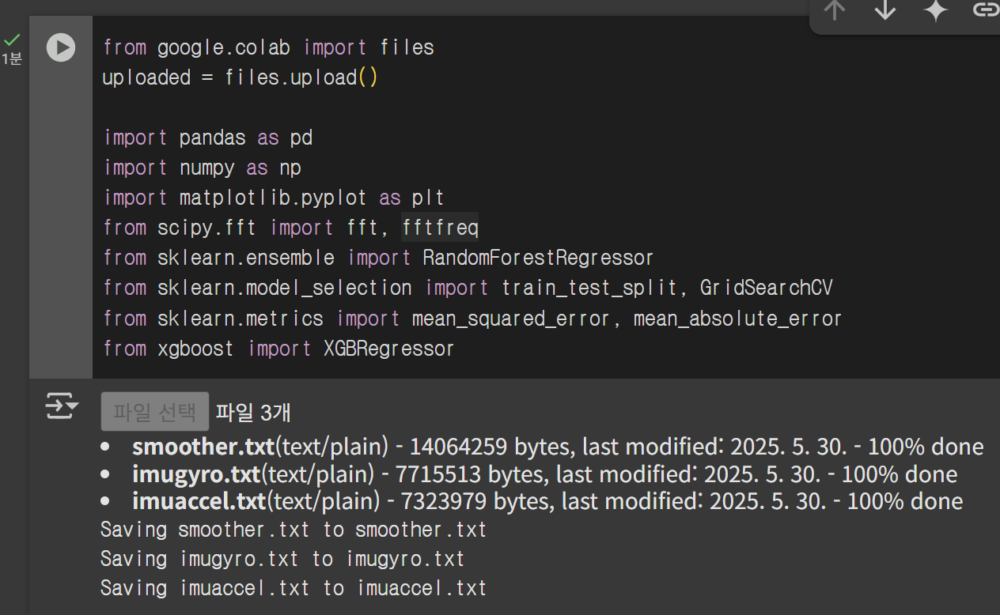 from google.colab import files
1분
uploaded = files.upload()
import pandas as pd
import numpy as np
import matplotlib.pyplot as plt
from scipy.fft import fft, fftfreq
from sklearn.ensemble import RandomForestRegressor
from sklearn.model_selection import train_test_split, GridSearchCV
from sklearn.metrics import mean_squared_error, mean_absolute_error
from xgboost import XGBRegressor
파일 선택 파일 3개
• smoother.txt(text/plain) - 14064259 bytes, last modified: 2025. 5. 30. - 100% done
• imugyro.txt(text/plain) - 7715513 bytes, last modified: 2025. 5. 30. - 100% done
• imuaccel.txt(text/plain) - 7323979 bytes, last modified: 2025. 5. 30. - 100% done
Saving smoother.txt to smoother.txt
Saving imugyro.txt to imugyro.txt
Saving imuaccel.txt to imuaccel.txt